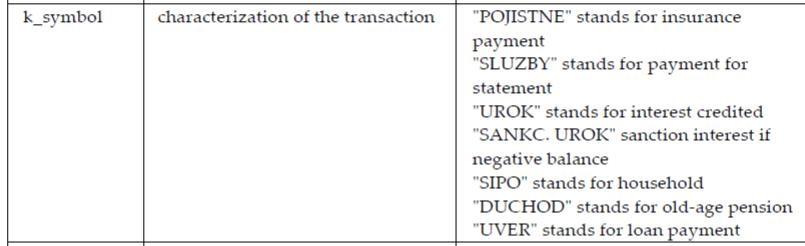 k_symbol characterization of the transaction "POJISTNE" stands for insurance
payment
"SLUZBY" stands for payment for
statement
"UROK" stands for interest credited
"SANKC. UROK" sanction interest if
negative balance
"SIPO" stands for household
"DUCHOD" stands for old-age pension
"UVER" stands for loan payment